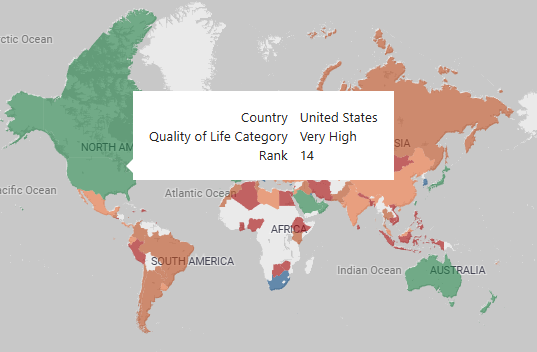 ctic Ocean
Country United States
Quality of Life Category Very High
Rank 14
NORTH AM
SIA
acific Ocean
Atlantic Ocean
AFRICA
SOUTH AMERICA
Indian Ocean
AUSTRALIA